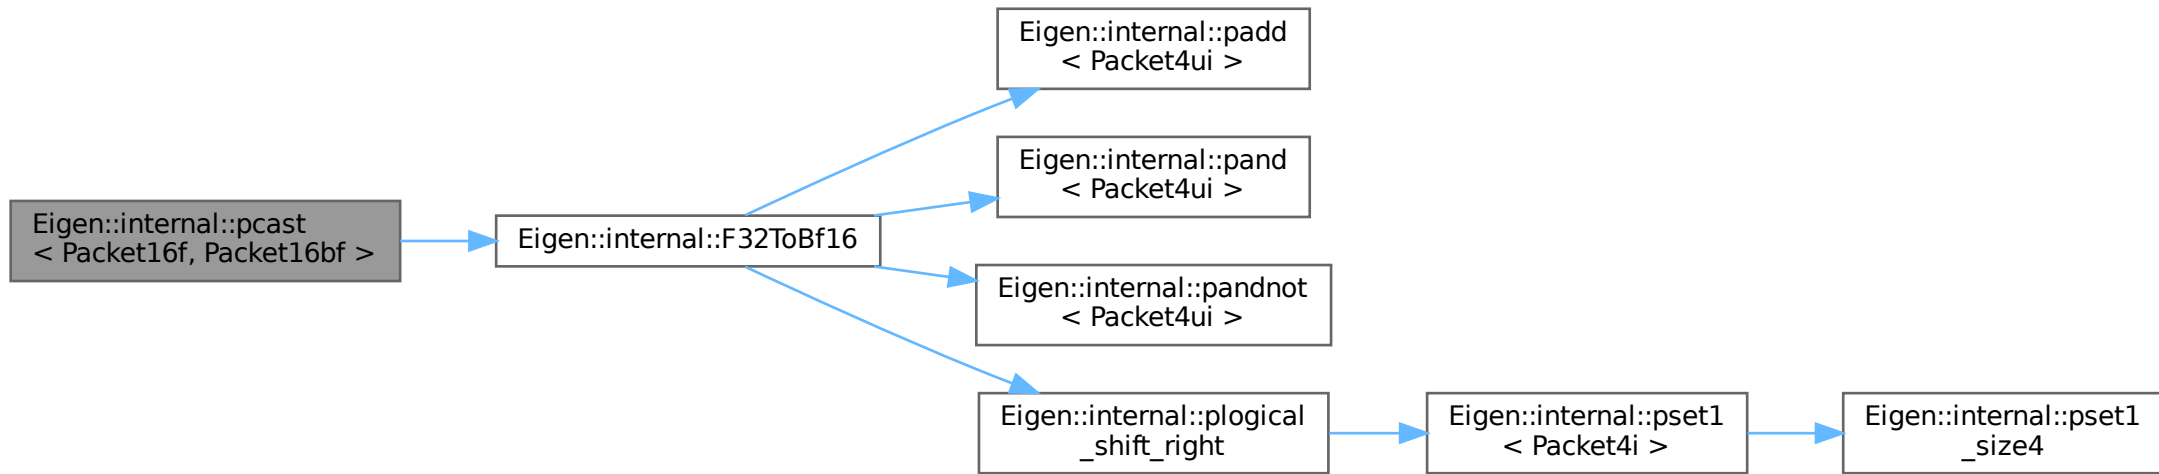 Eigen::internal::pcast
< Packet16f, Packet16bf >
Eigen::internal::F32ToBf16
Eigen::internal::padd
< Packet4ui >
Eigen::internal::pand
< Packet4ui >
Eigen::internal::pandnot
< Packet4ui >
Eigen::internal::plogical
_shift_right
Eigen::internal::pset1
< Packet4i >
Eigen::internal::pset1
_size4